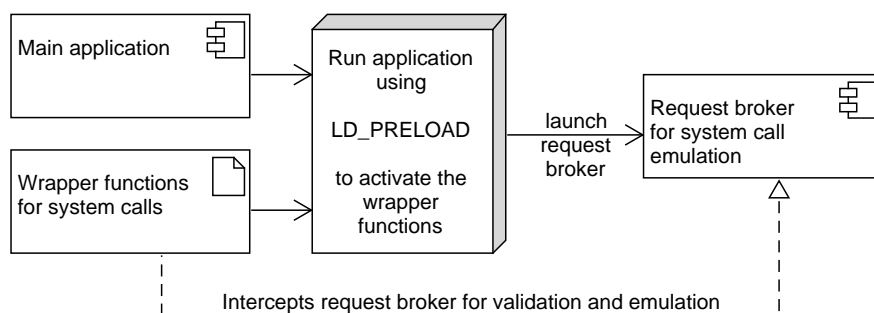 Main application
Wrapper functions
for system calls
Run application
using
LD_PRELOAD
to activate the
wrapper
functions
launch
request
broker
Request broker
for system call
emulation
Intercepts request broker for validation and emulation